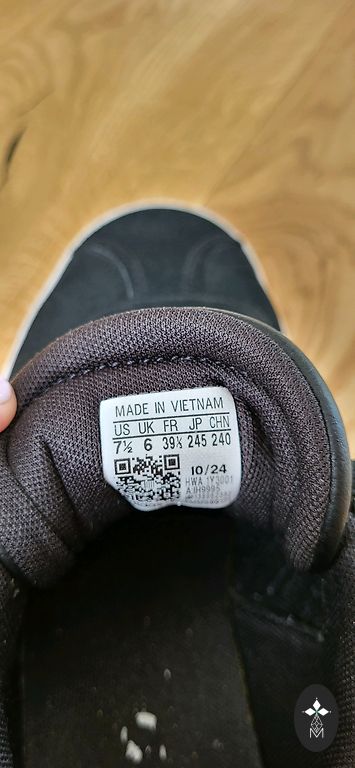 MADE IN VIETNAM
US UK FR JP CHN
7½ 6 39⅓ 245 240
10/24
HWA 1Y3001